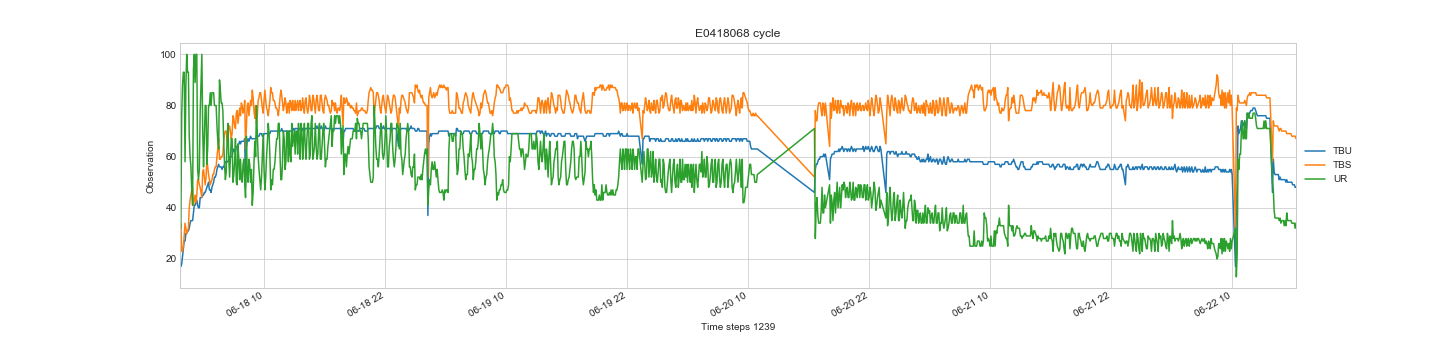 E0418068 cycle
Observation
100
80
60
40
20
06-18 10
06-18 22
06-19 10
06-19 22
06-20 10
06-20 22
06-21 10
06-21 22
06-22 10
Time steps 1239
TBU
TBS
UR